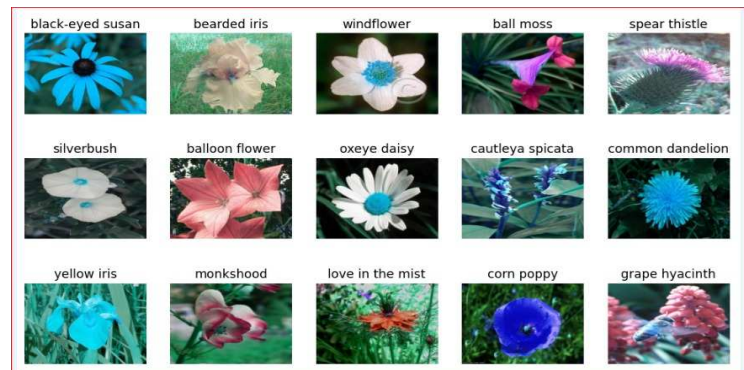 black-eyed susan
bearded iris
windflower
ball moss
spear thistle
silverbush
balloon flower
oxeye daisy
cautleya spicata
common dandelion
yellow iris
monkshood
love in the mist
corn poppy
grape hyacinth